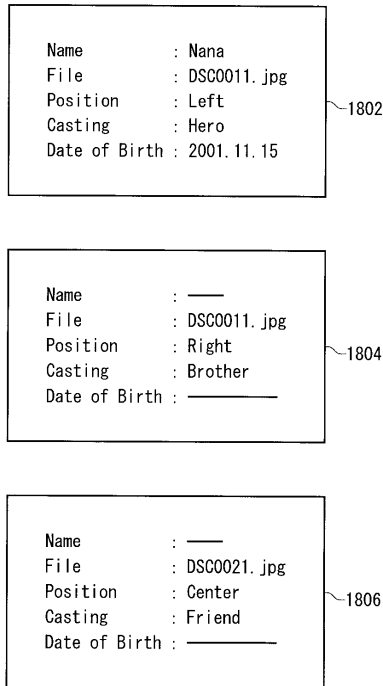 Name : Nana
File : DSC0011.jpg
Position : Left
Casting : Hero
Date of Birth : 2001.11.15
1802
Name : ——
File : DSC0011.jpg
Position : Right
Casting : Brother
Date of Birth : ————
1804
Name : ——
File : DSC0021.jpg
Position : Center
Casting : Friend
Date of Birth : ————
1806